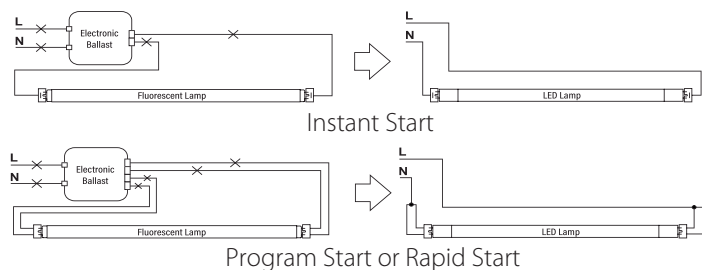 L
N
Electronic
Ballast
Fluorescent Lamp
L
N
LED Lamp
Instant Start
L
N
Electronic
Ballast
Fluorescent Lamp
L
N
LED Lamp
Program Start or Rapid Start